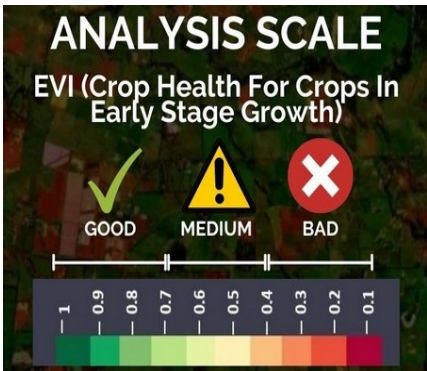 ANALYSIS SCALE
EVI (Crop Health For Crops In
Early Stage Growth)
GOOD MEDIUM BAD
1 0.9 0.8 0.7 0.6 0.5 0.4 0.3 0.2 0.1